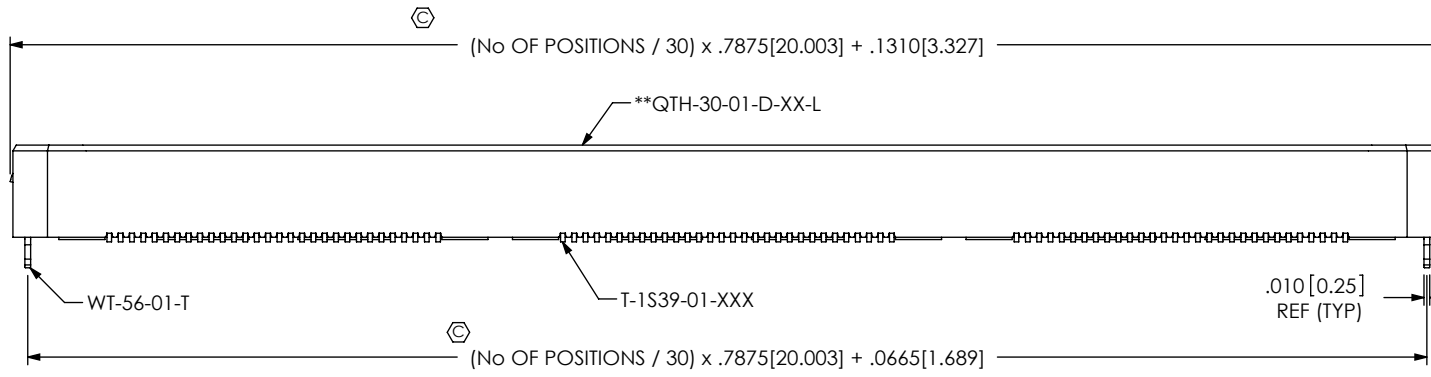 C
(No OF POSITIONS / 30) x .7875[20.003] + .1310[3.327]
**QTH-30-01-D-XX-L
WT-56-01-T
T-1S39-01-XXX
.010 [0.25]
REF (TYP)
C
(No OF POSITIONS / 30) x .7875[20.003] + .0665[1.689]